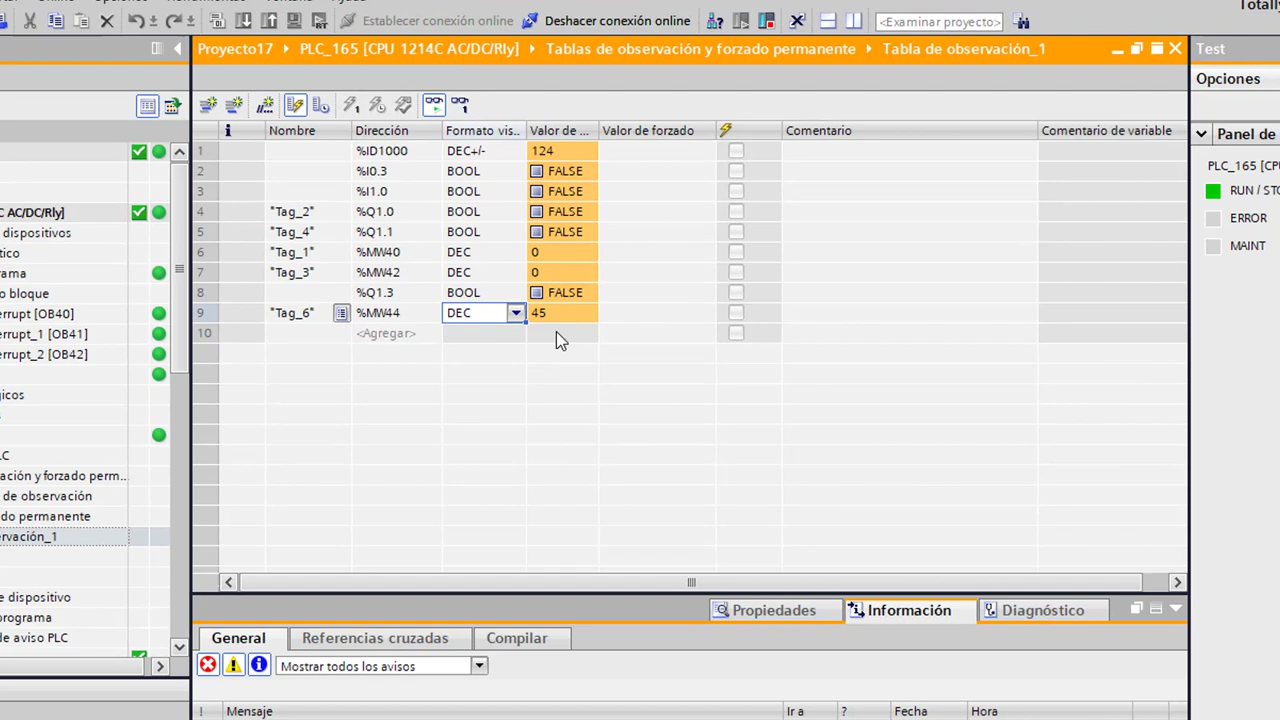 Totally
Establecer conexión online
Deshacer conexión online
<Examinar proyecto>
Proyecto17
PLC_165 [CPU 1214C AC/DC/Rly]
Tablas de observación y forzado permanente
Tabla de observación_1
Test
Opciones
i Nombre Dirección Formato vis... Valor de ... Valor de forzado Comentario Comentario de variable
1 %ID1000 DEC+/- 124
2 %I0.3 BOOL FALSE
3 %I1.0 BOOL FALSE
4 "Tag_2" %Q1.0 BOOL FALSE
5 "Tag_4" %Q1.1 BOOL FALSE
6 "Tag_1" %MW40 DEC 0
7 "Tag_3" %MW42 DEC 0
8 %Q1.3 BOOL FALSE
9 "Tag_6" %MW44 DEC 45
10 <Agregar>
C AC/DC/Rly]
dispositivos
ético
rama
o bloque
errupt [OB40]
errupt_1 [OB41]
errupt_2 [OB42]
gicos
s
LC
ación y forzado perm...
de observación
do permanente
ervación_1
e dispositivo
programa
de aviso PLC
Panel de
PLC_165 [CP
RUN / STO
ERROR
MAINT
Propiedades
Información
Diagnóstico
General
Referencias cruzadas
Compilar
Mostrar todos los avisos
! Mensaje Ir a ? Fecha Hora